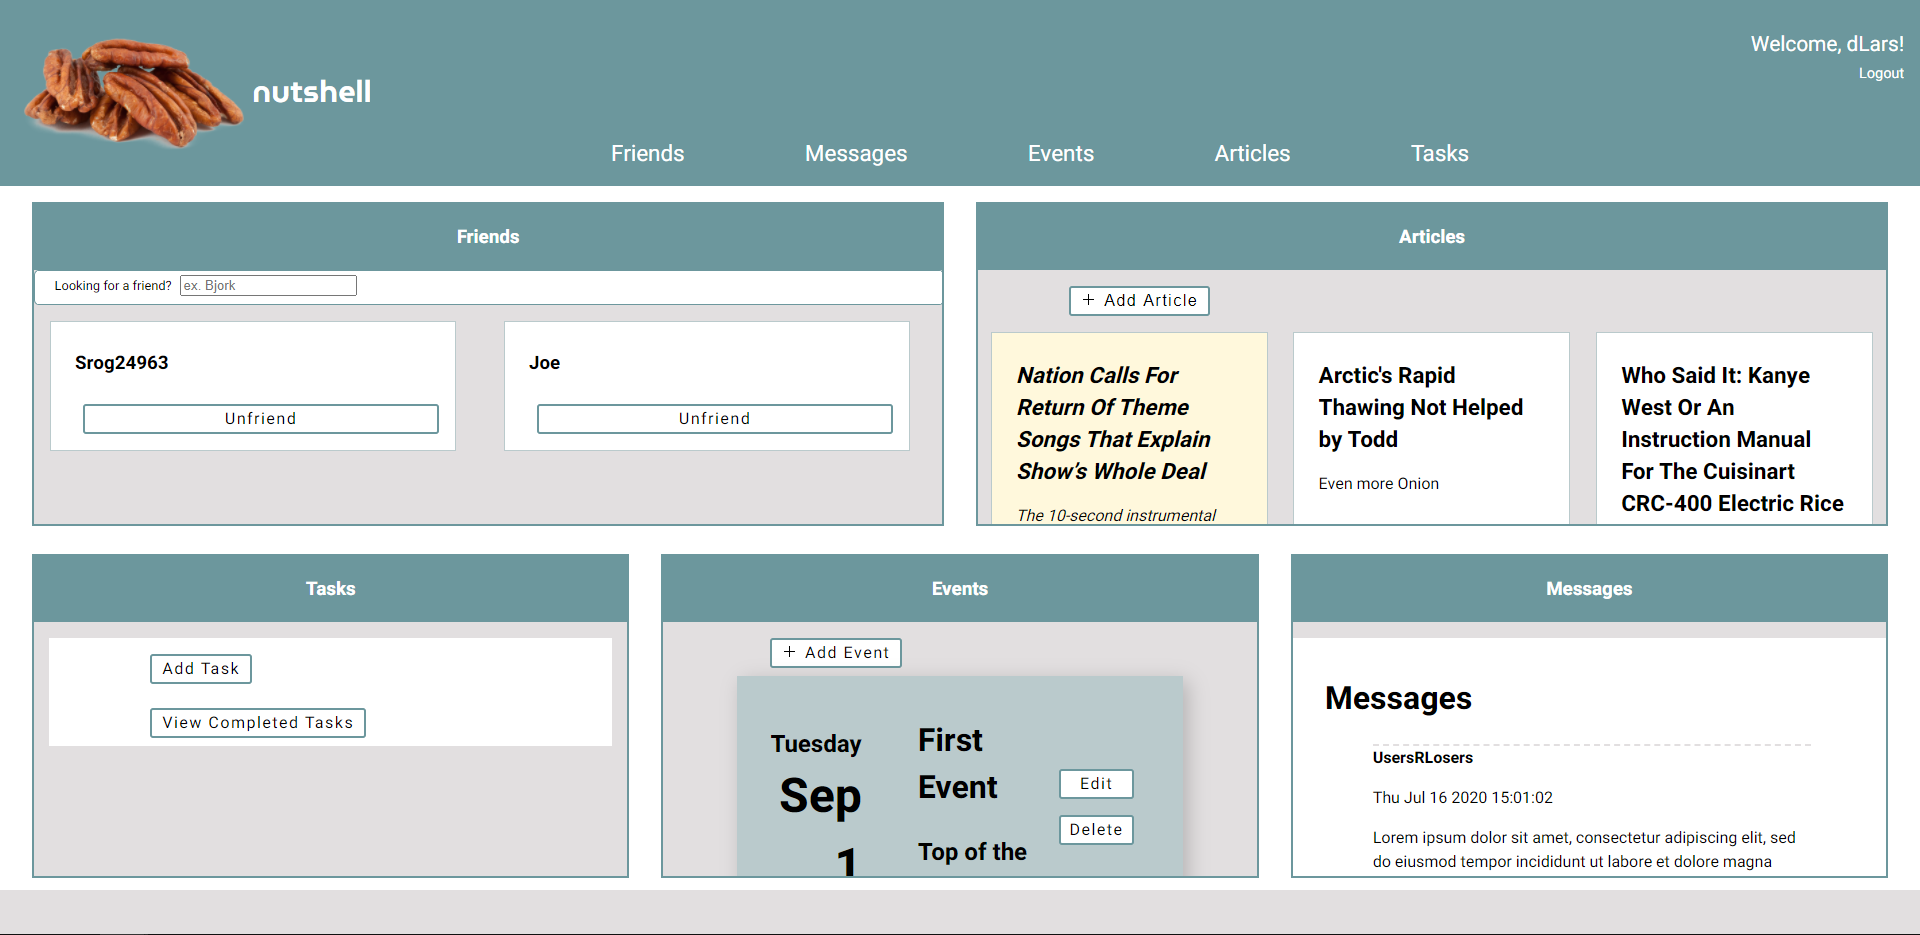 nutshell
Welcome, dLars!
Logout
Friends Messages Events Articles Tasks
Friends
Looking for a friend? ex. Bjork
Srog24963
Unfriend
Joe
Unfriend
Articles
+ Add Article
Nation Calls For
Return Of Theme
Songs That Explain
Show’s Whole Deal
The 10-second instrumental
Arctic's Rapid
Thawing Not Helped
by Todd
Even more Onion
Who Said It: Kanye
West Or An
Instruction Manual
For The Cuisinart
CRC-400 Electric Rice
Tasks
Add Task
View Completed Tasks
Events
+ Add Event
Tuesday
Sep
1
First
Event
Top of the
Edit
Delete
Messages
Messages
UsersRLosers
Thu Jul 16 2020 15:01:02
Lorem ipsum dolor sit amet, consectetur adipiscing elit, sed
do eiusmod tempor incididunt ut labore et dolore magna